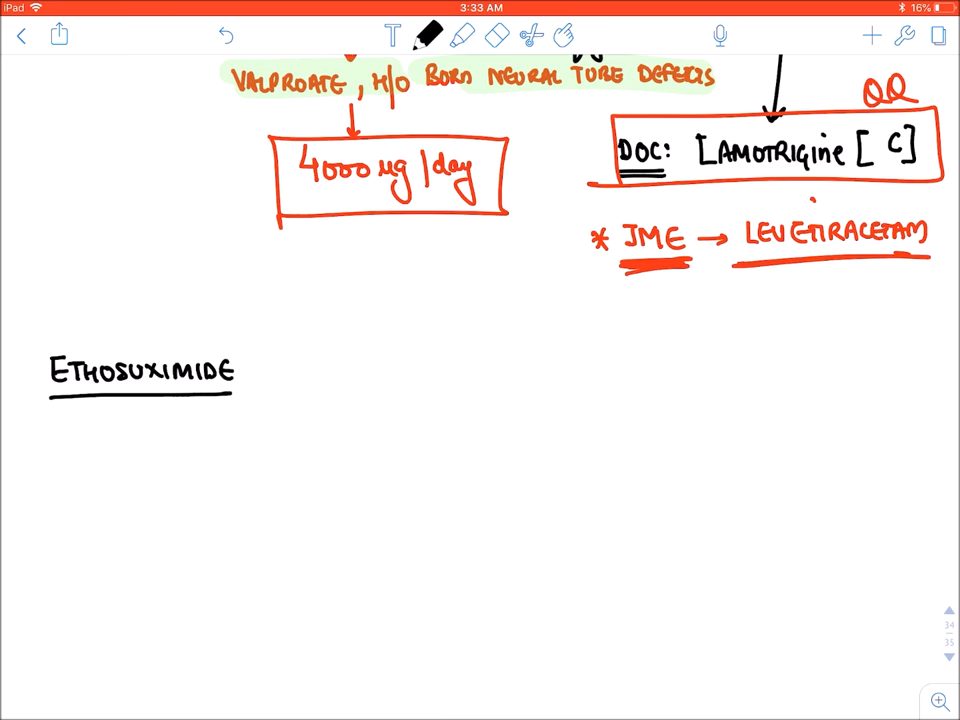 iPad 3:33 AM 16%
T
VALPROATE, H/O BORN NEURAL TUBE DEFECTS
QQ
4000 µg/day
DOC: [LAMOTRIGINE [ C]
* JME → LEVETIRACETAM
ETHOSUXIMIDE
34
35